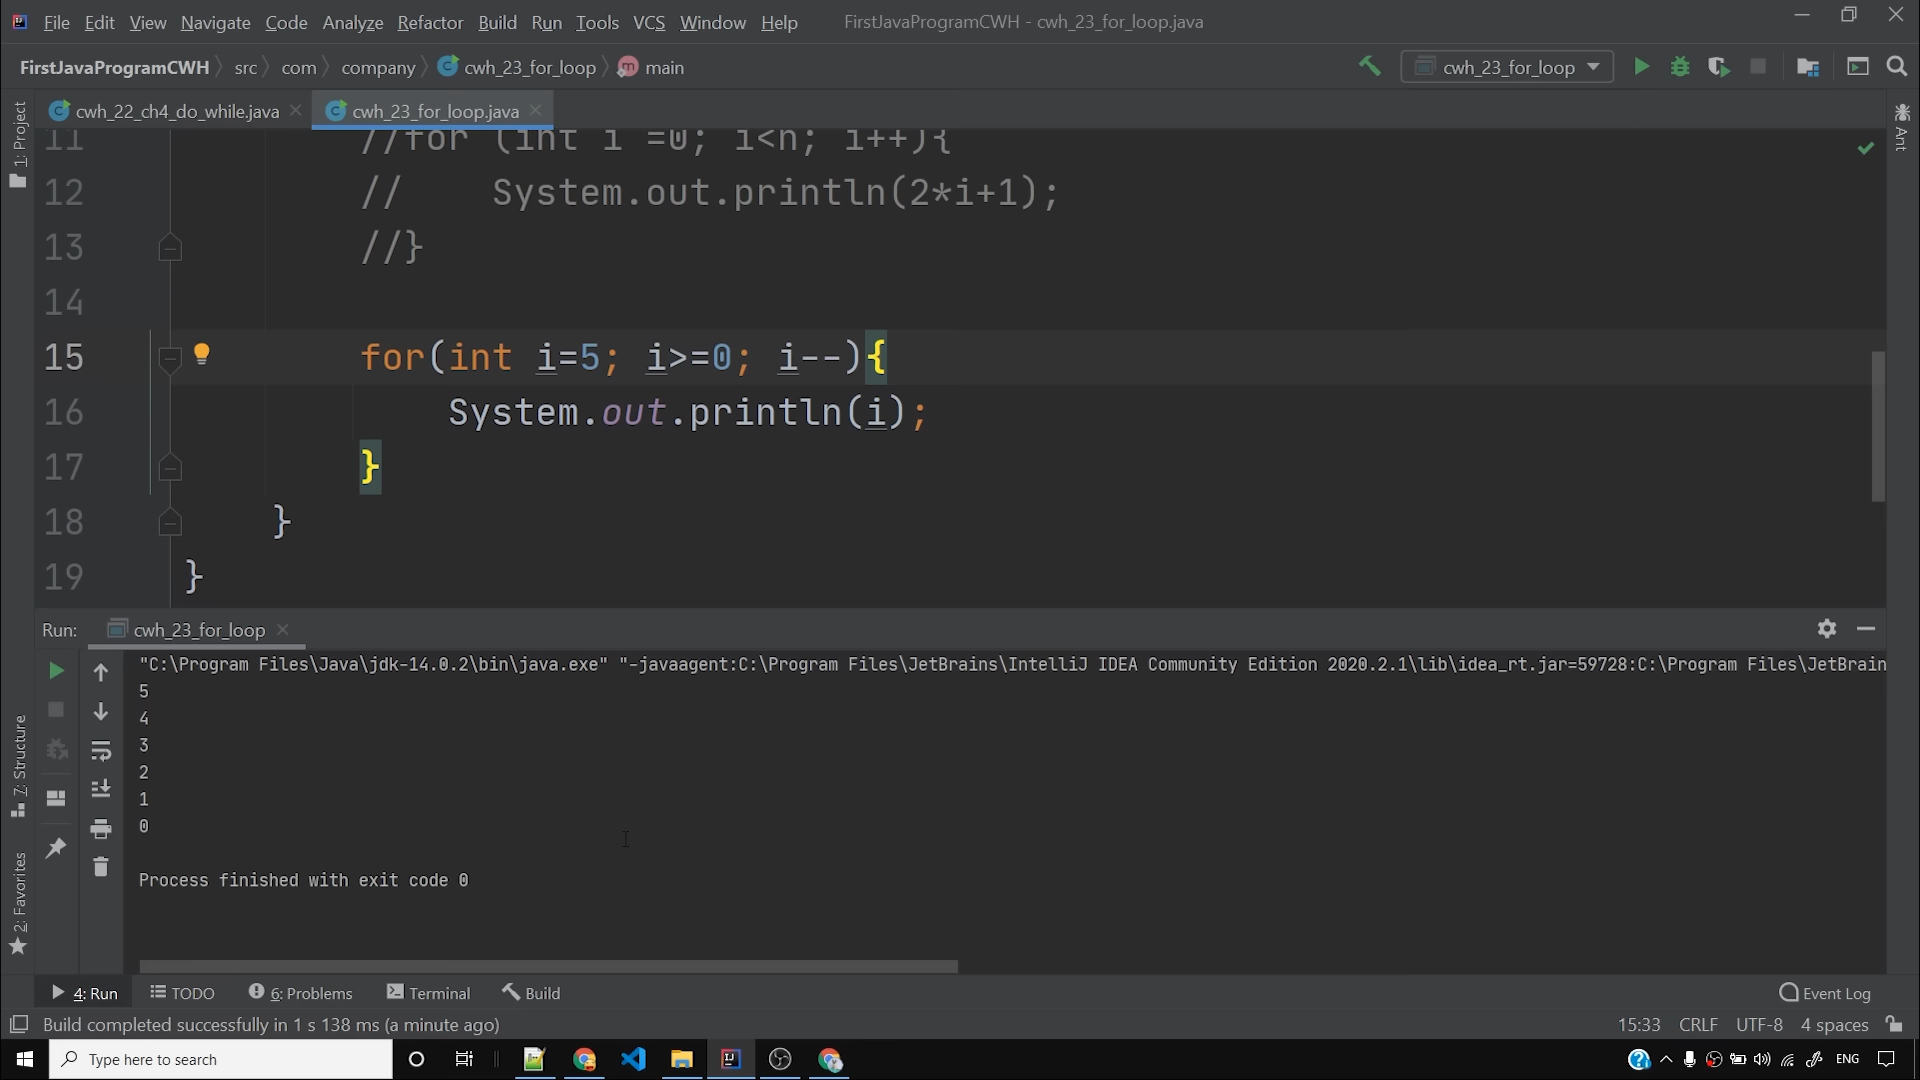 File Edit View Navigate Code Analyze Refactor Build Run Tools VCS Window Help FirstJavaProgramCWH - cwh_23_for_loop.java
FirstJavaProgramCWH src com company cwh_23_for_loop m main cwh_23_for_loop
cwh_22_ch4_do_while.java cwh_23_for_loop.java
1: Project
Ant
11 //for (int i =0; i<n; i++){
12 // System.out.println(2*i+1);
13 //}
14
15 for(int i=5; i>=0; i--){
16 System.out.println(i);
17 }
18 }
19 }
Run: cwh_23_for_loop
"C:\Program Files\Java\jdk-14.0.2\bin\java.exe" "-javaagent:C:\Program Files\JetBrains\IntelliJ IDEA Community Edition 2020.2.1\lib\idea_rt.jar=59728:C:\Program Files\JetBrain
5
4
3
2
1
0
Process finished with exit code 0
7: Structure
2: Favorites
4: Run TODO 6: Problems Terminal Build Event Log
Build completed successfully in 1 s 138 ms (a minute ago) 15:33 CRLF UTF-8 4 spaces
Type here to search ENG